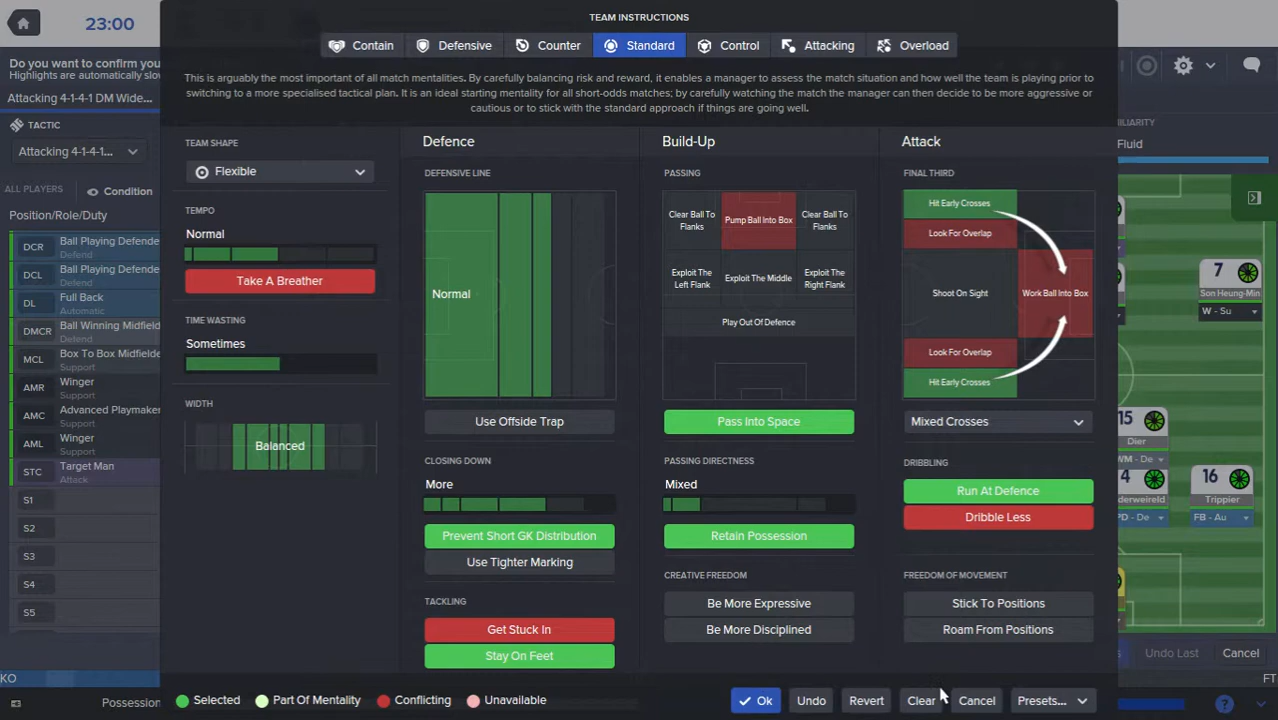 TEAM INSTRUCTIONS
23:00
Contain
Defensive
Counter
Standard
Control
Attacking
Overload
This is arguably the most important of all match mentalities. By carefully balancing risk and reward, it enables a manager to assess the match situation and how well the team is playing prior to
switching to a more specialised tactical plan. It is an ideal starting mentality for all short-odds matches; by carefully watching the match the manager can then decide to be more aggressive or
cautious or to stick with the standard approach if things are going well.
Do you want to confirm you
Highlights are automatically slo
Attacking 4-1-4-1 DM Wide...
TACTIC
Attacking 4-1-4-1...
ALL PLAYERS
Condition
Position/Role/Duty
DCR
Ball Playing Defende
Defend
DCL
Ball Playing Defende
Defend
DL
Full Back
Automatic
DMCR
Ball Winning Midfield
Defend
MCL
Box To Box Midfielde
Support
AMR
Winger
Support
AMC
Advanced Playmaker
Support
AML
Winger
Support
STC
Target Man
Attack
S1
S2
S3
S4
S5
KO
Possession
TEAM SHAPE
Flexible
TEMPO
Normal
Take A Breather
TIME WASTING
Sometimes
WIDTH
Balanced
Defence
DEFENSIVE LINE
Normal
Use Offside Trap
CLOSING DOWN
More
Prevent Short GK Distribution
Use Tighter Marking
TACKLING
Get Stuck In
Stay On Feet
Build-Up
PASSING
Clear Ball To
Flanks
Pump Ball Into Box
Clear Ball To
Flanks
Exploit The
Left Flank
Exploit The Middle
Exploit The
Right Flank
Play Out Of Defence
Pass Into Space
PASSING DIRECTNESS
Mixed
Retain Possession
CREATIVE FREEDOM
Be More Expressive
Be More Disciplined
Attack
FINAL THIRD
Hit Early Crosses
Look For Overlap
Shoot On Sight
Work Ball Into Box
Look For Overlap
Hit Early Crosses
Mixed Crosses
DRIBBLING
Run At Defence
Dribble Less
FREEDOM OF MOVEMENT
Stick To Positions
Roam From Positions
MILIARITY
Fluid
7
Son Heung-Min
W - Su
15
Dier
WM - De
4
derweireld
PD - De
16
Trippier
FB - Au
Undo Last
Cancel
FT
Selected
Part Of Mentality
Conflicting
Unavailable
Ok
Undo
Revert
Clear
Cancel
Presets...
?